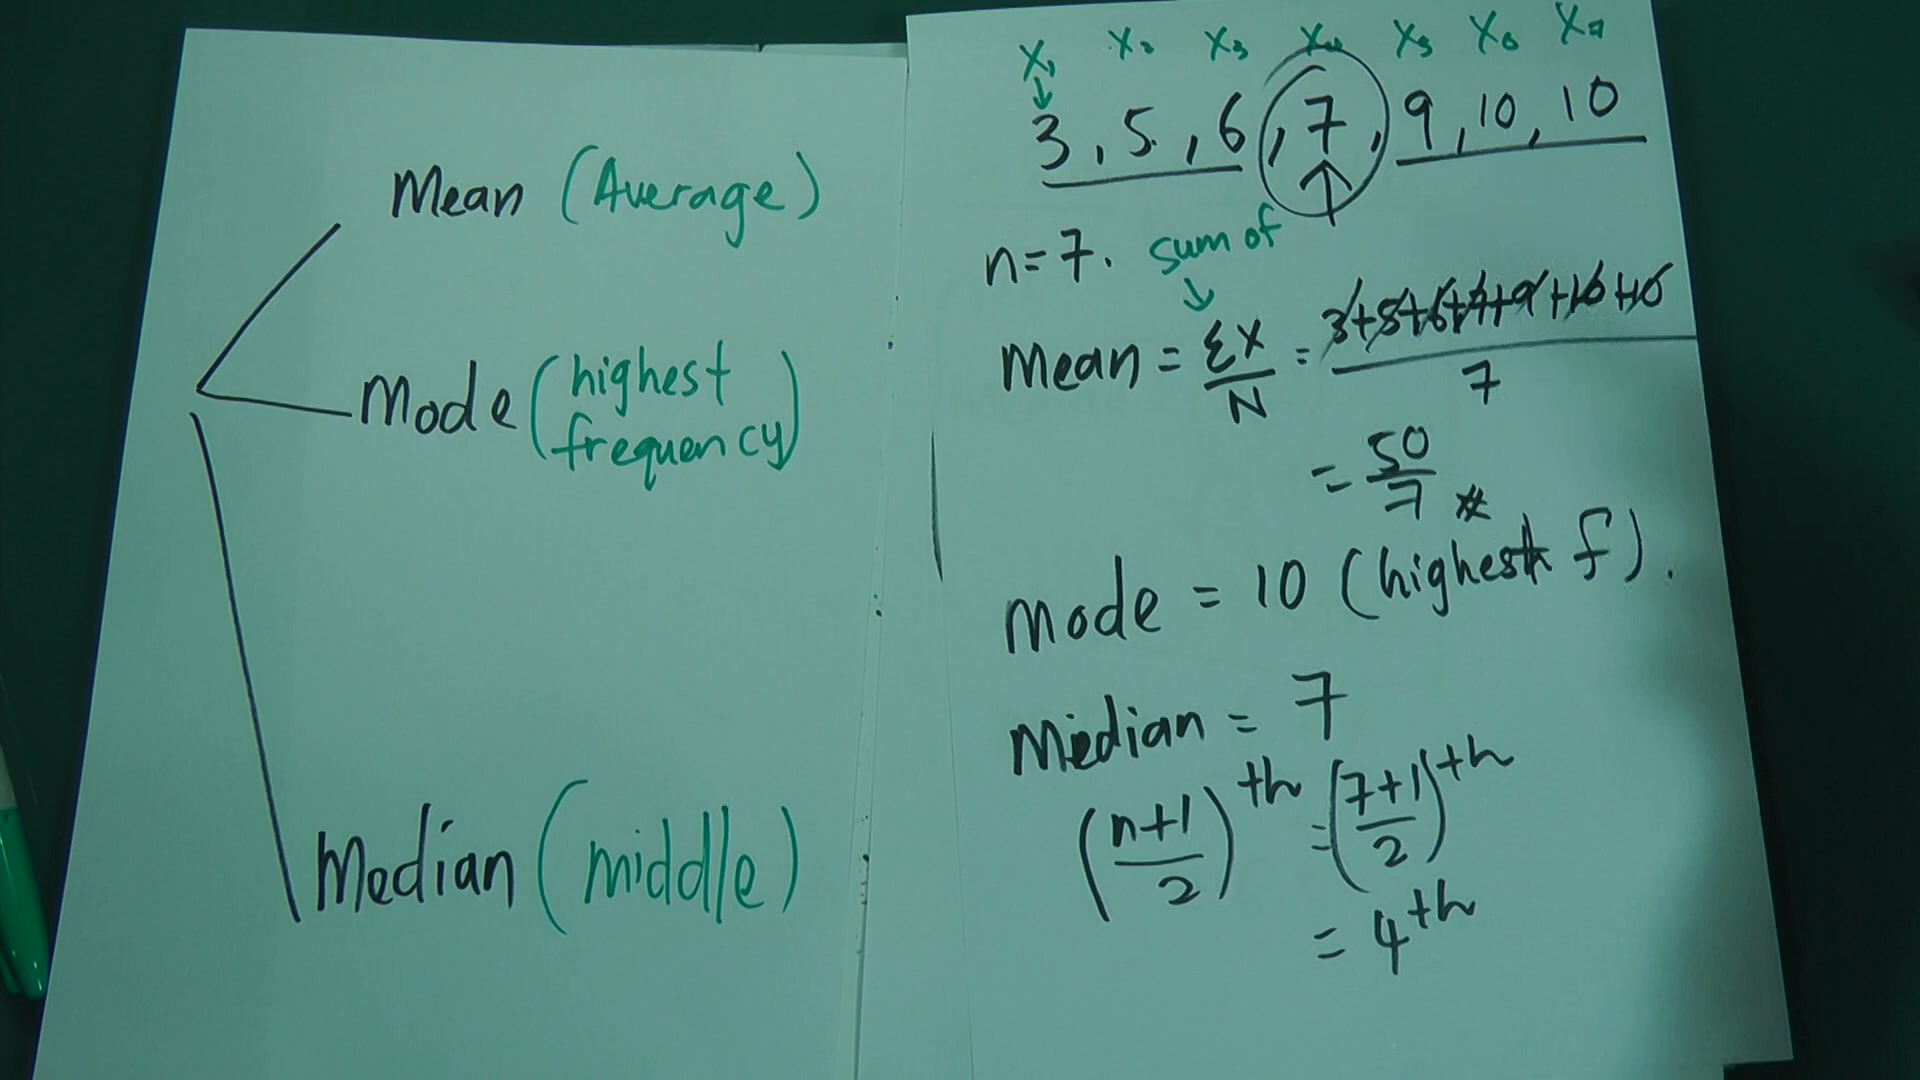 Mean (Average)
Mode (highest
frequency)
Median (middle)
X₁ X₂ X₃ X₄ X₅ X₆ X₇
↓
3, 5, 6, 7, 9, 10, 10
↑
n=7.
sum of
↓
Mean = ΣX/N = 3+5+6+7+9+10+10/7
= 50/7 #
Mode = 10 (highest f).
Median = 7
(n+1/2)th = (7+1/2)th
= 4th